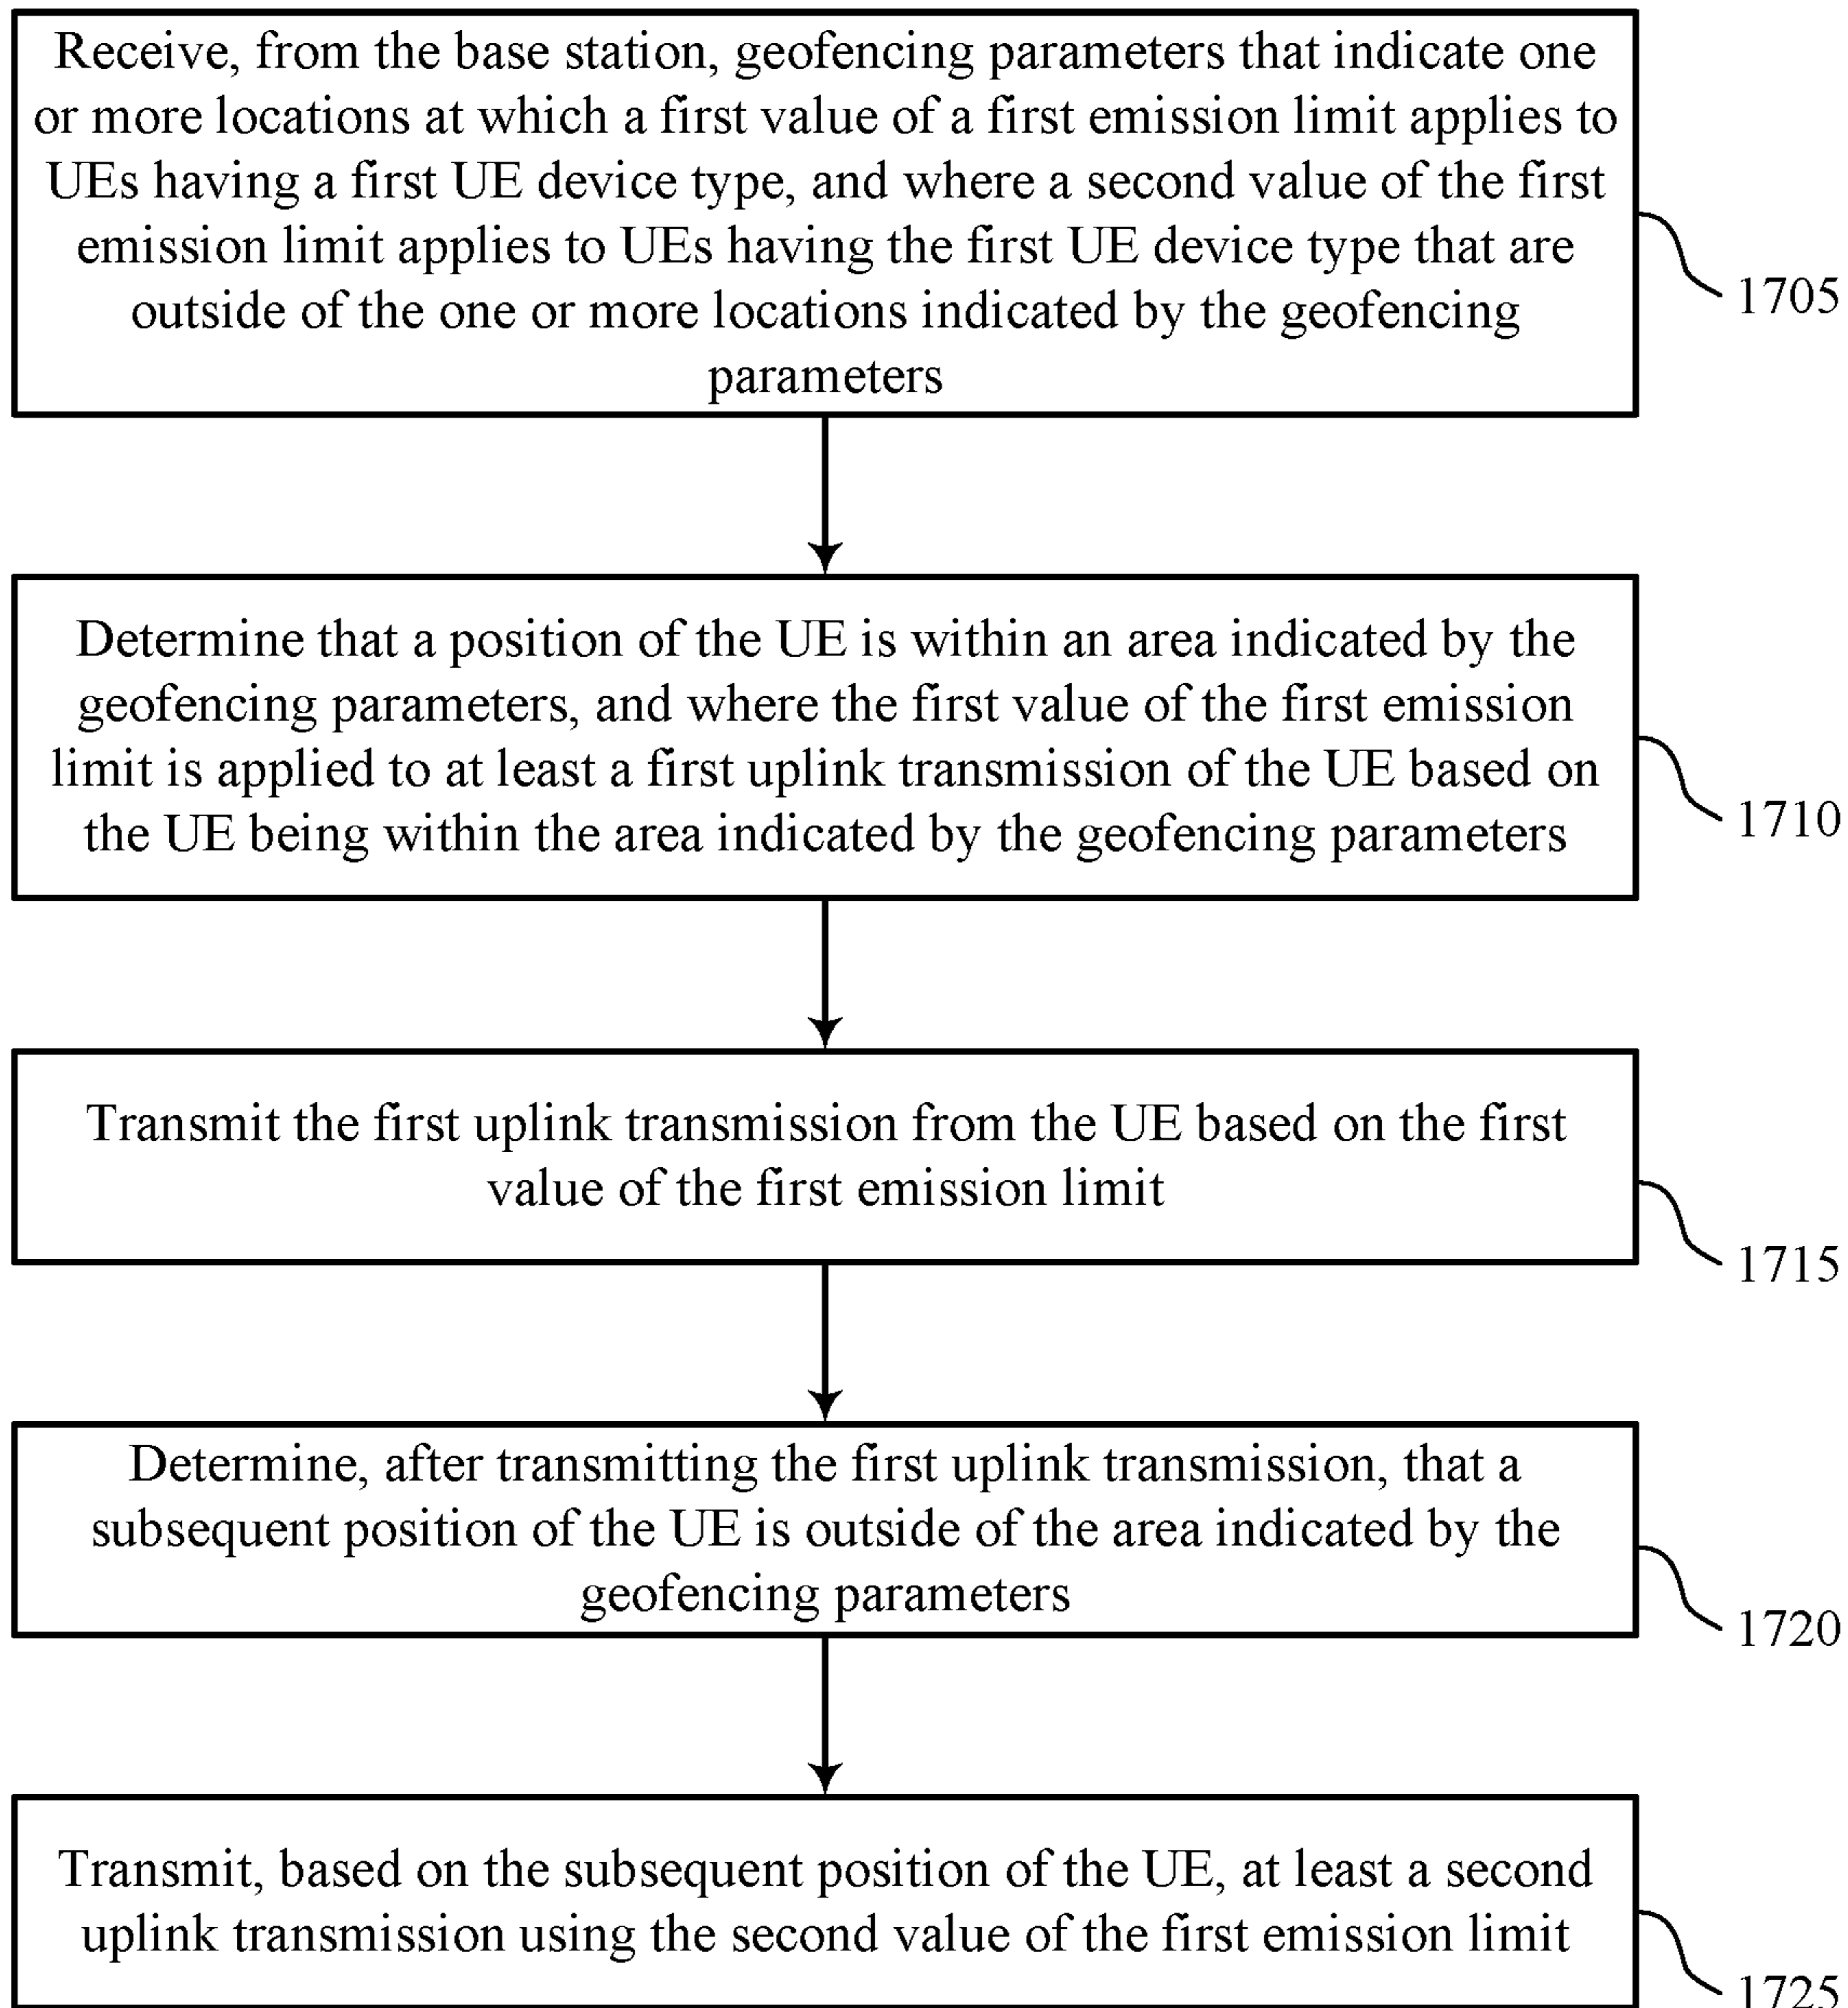 Receive, from the base station, geofencing parameters that indicate one
or more locations at which a first value of a first emission limit applies to
UEs having a first UE device type, and where a second value of the first
emission limit applies to UEs having the first UE device type that are
outside of the one or more locations indicated by the geofencing
parameters
1705
Determine that a position of the UE is within an area indicated by the
geofencing parameters, and where the first value of the first emission
limit is applied to at least a first uplink transmission of the UE based on
the UE being within the area indicated by the geofencing parameters
1710
Transmit the first uplink transmission from the UE based on the first
value of the first emission limit
1715
Determine, after transmitting the first uplink transmission, that a
subsequent position of the UE is outside of the area indicated by the
geofencing parameters
1720
Transmit, based on the subsequent position of the UE, at least a second
uplink transmission using the second value of the first emission limit
1725